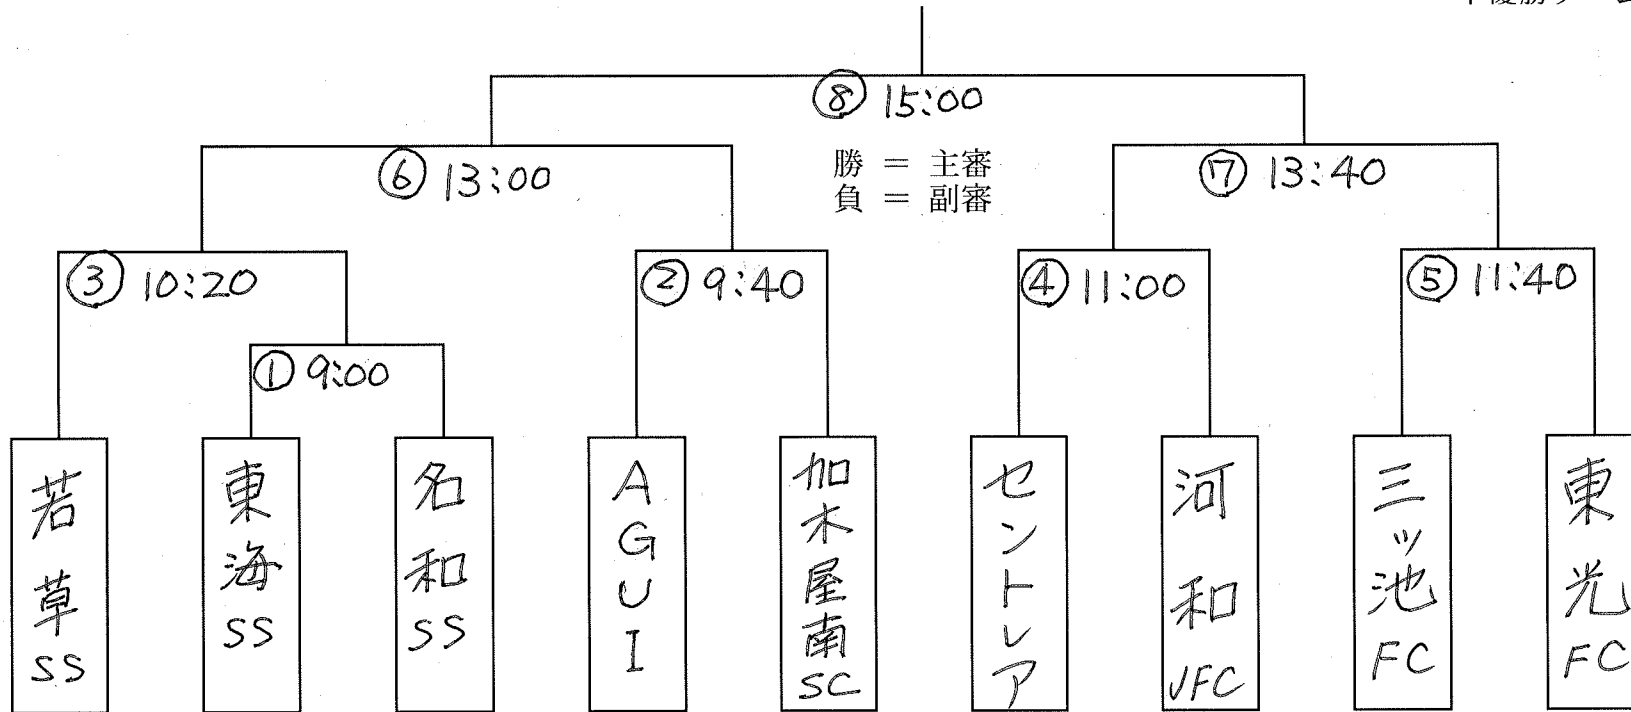 ⑧ 15:00
勝 = 主審
負 = 副審
⑥ 13:00
⑦ 13:40
③ 10:20
② 9:40
④ 11:00
⑤ 11:40
① 9:00
若草SS
東海SS
名和SS
AGUI
加木屋南SC
セントレア
河和JFC
三ッ池FC
東光FC